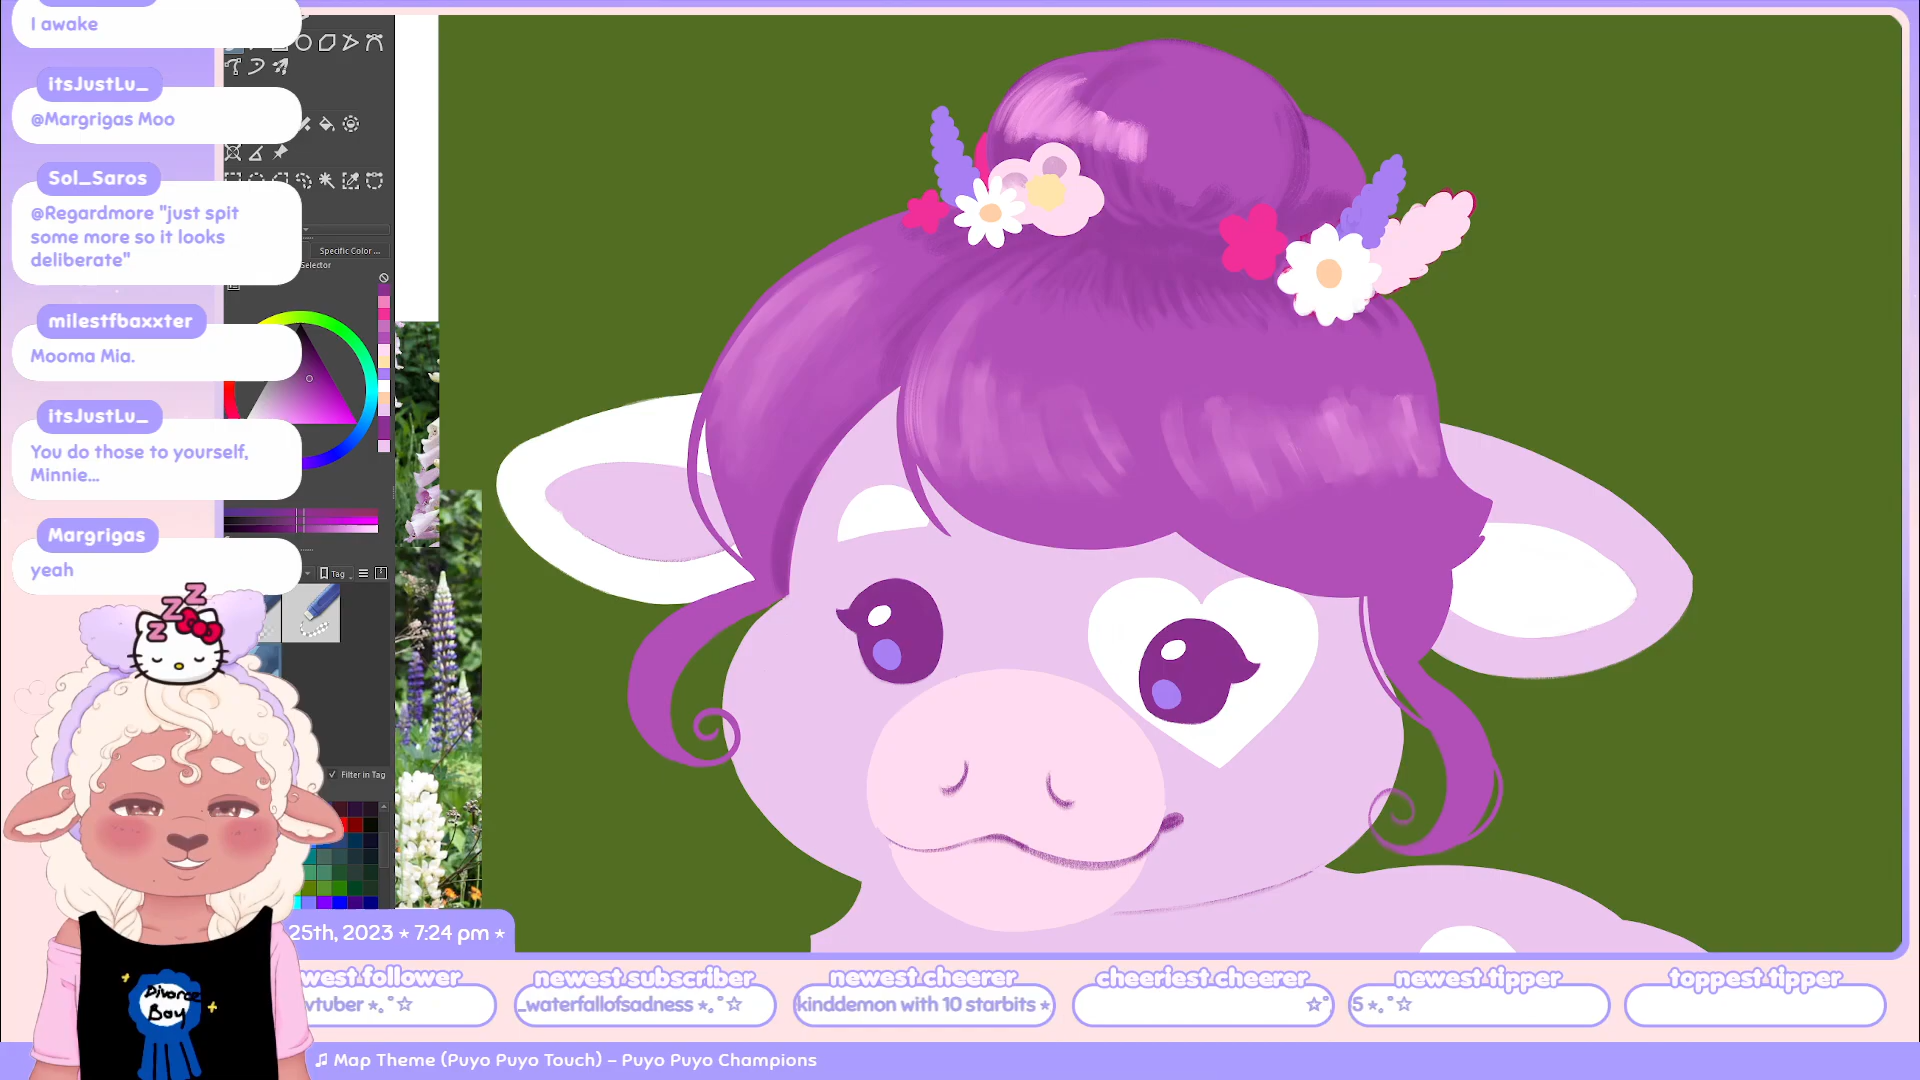 I awake
itsJustLu_
@Margrigas Moo
Sol_Saros
@Regardmore "just spit
some more so it looks
deliberate"
milestfbaxxter
Mooma Mia.
itsJustLu_
You do those to yourself,
Minnie...
Margrigas
yeah
Specific Color ...
Selector
Tag
Filter in Tag
z z z
Divorce
Boy
25th, 2023 ⋆ 7:24 pm ⋆
west follower
vtuber ⋆.˚☆
newest subscriber
_waterfallofsadness ⋆.˚☆
newest cheerer
kinddemon with 10 starbits ⋆
cheeriest cheerer
☆˚
newest tipper
5 ⋆.˚☆
toppest tipper
♫ Map Theme (Puyo Puyo Touch) – Puyo Puyo Champions